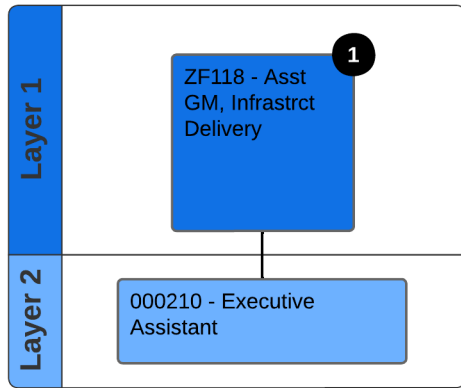 Layer 1
1
ZF118 - Asst
GM, Infrastrct
Delivery
Layer 2
000210 - Executive
Assistant